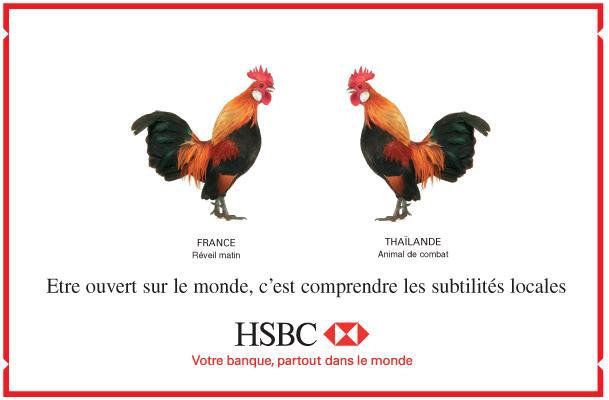 FRANCE
Réveil matin
THAÏLANDE
Animal de combat
Etre ouvert sur le monde, c'est comprendre les subtilités locales
HSBC
Votre banque, partout dans le monde